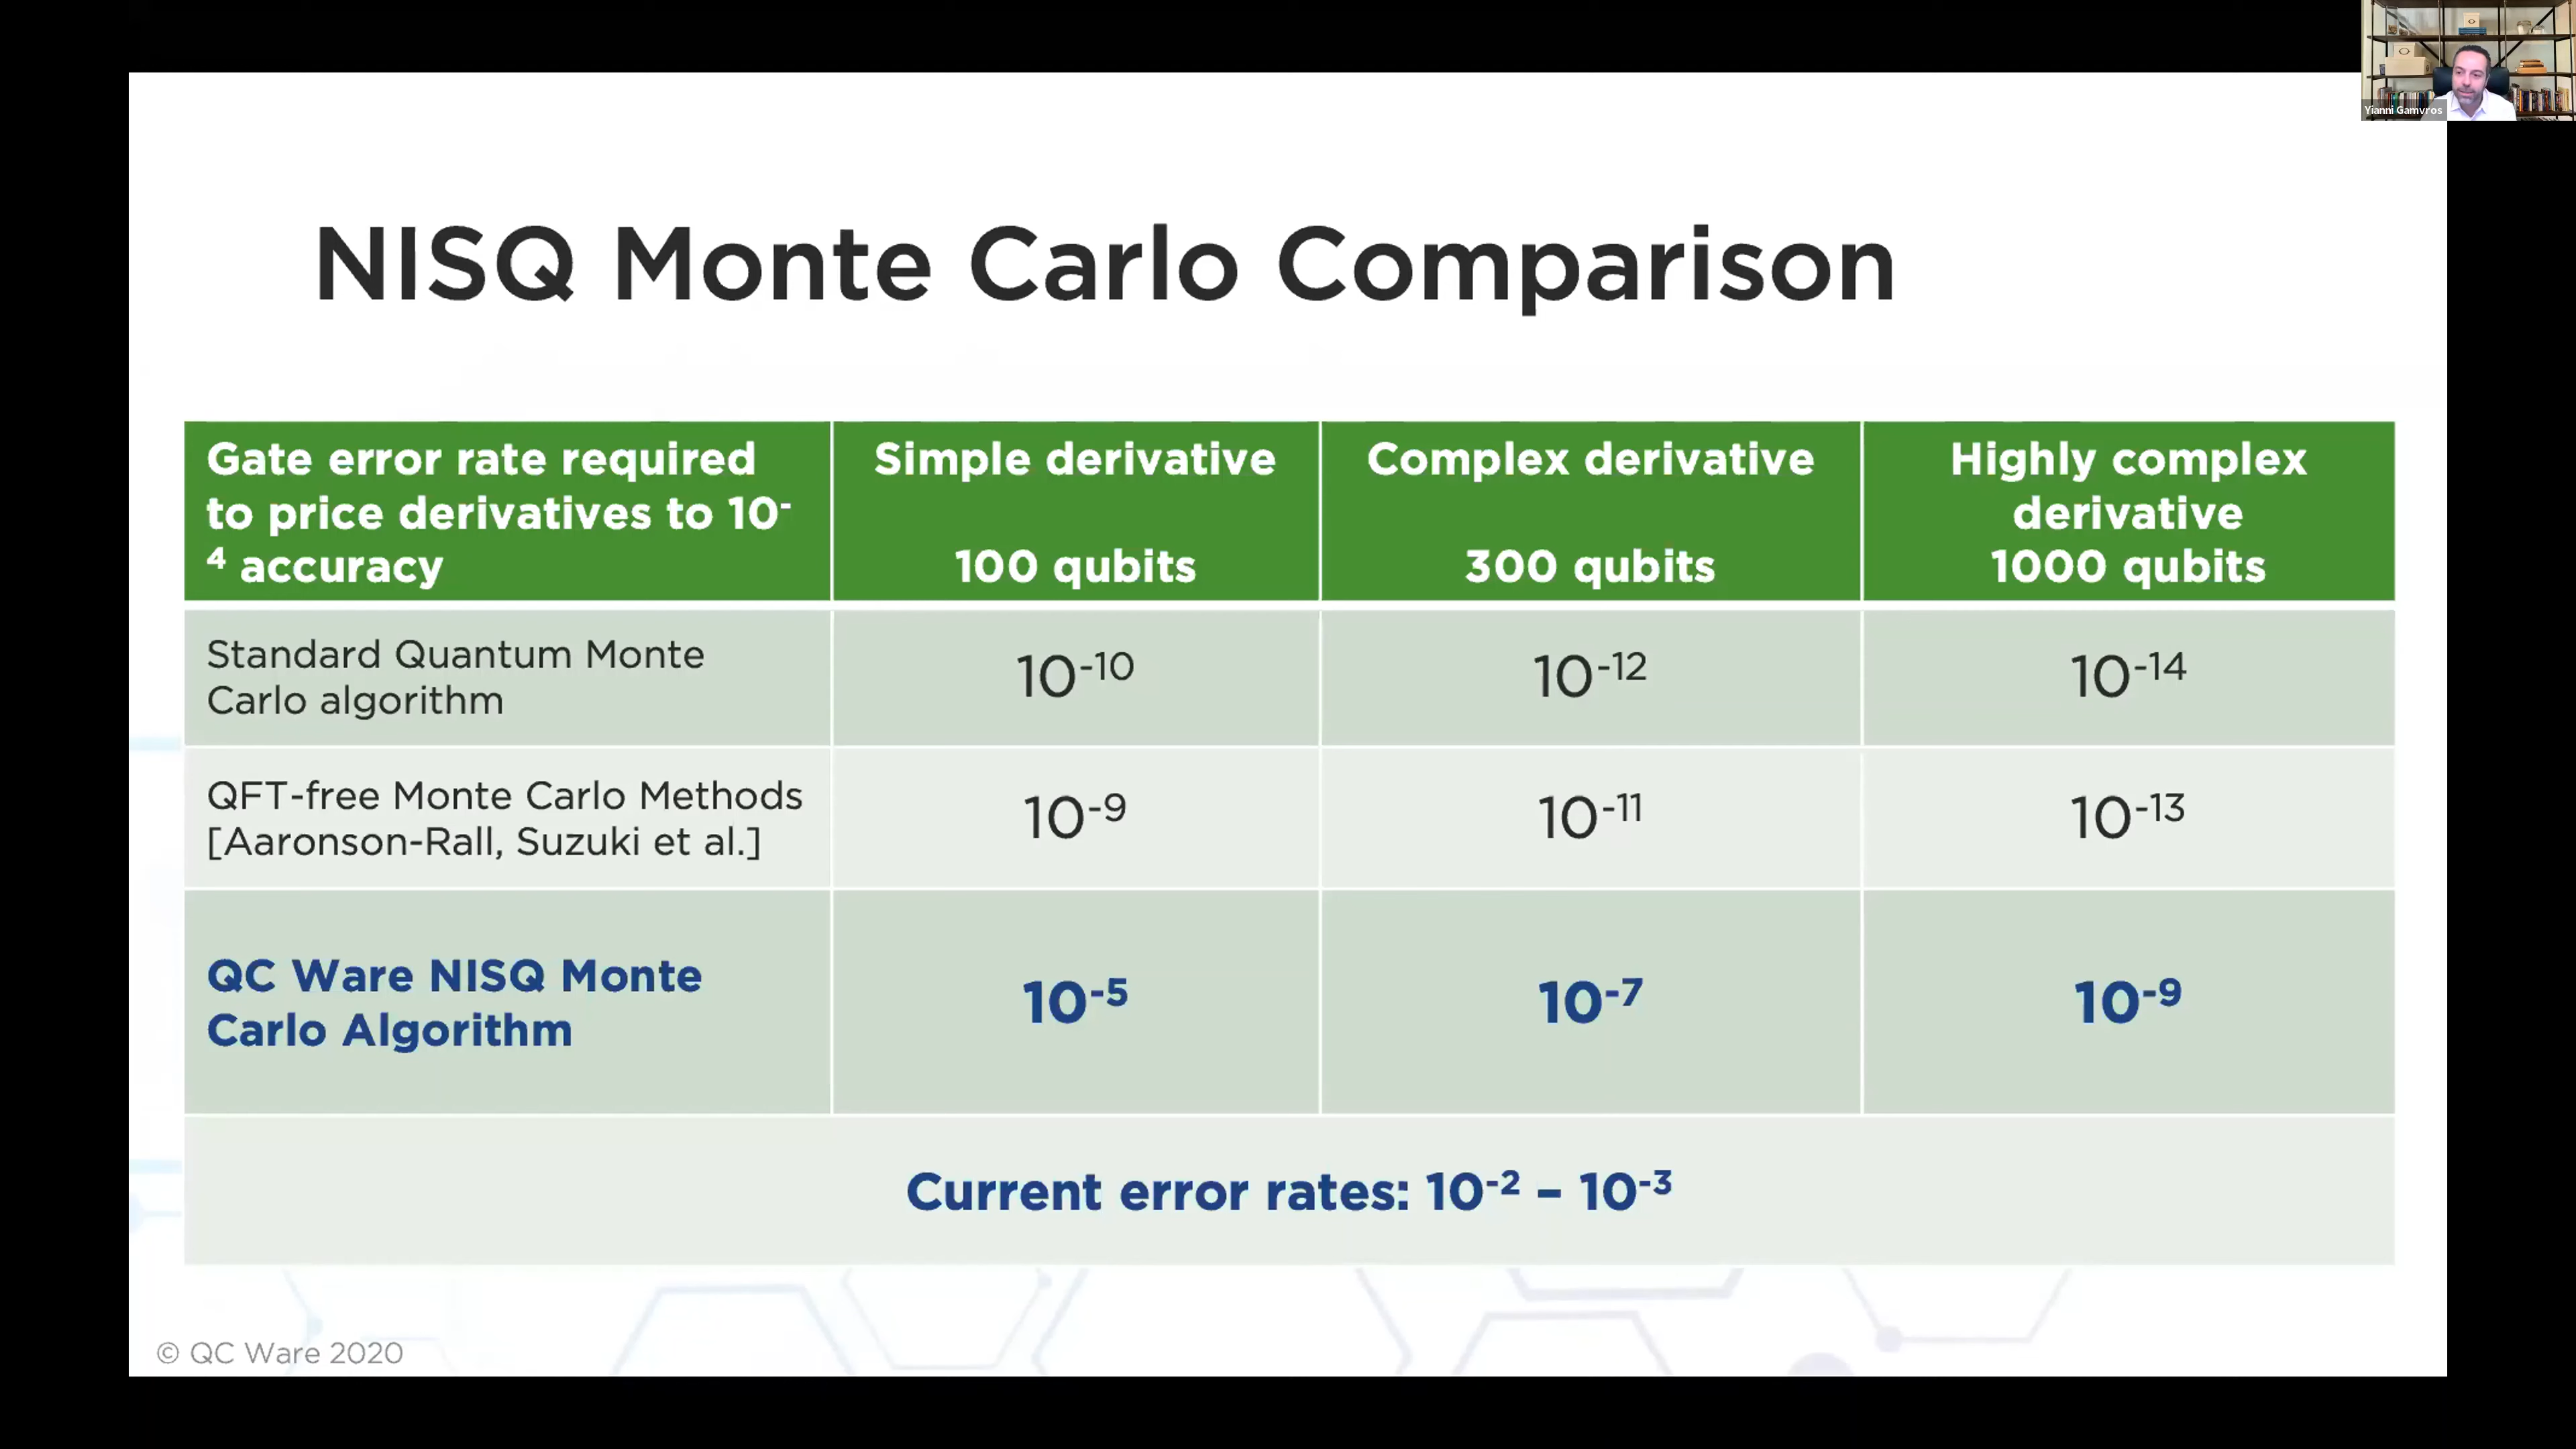 Yianni Gamvros
NISQ Monte Carlo Comparison
Gate error rate required
to price derivatives to 10⁻
⁴ accuracy
Simple derivative
100 qubits
Complex derivative
300 qubits
Highly complex
derivative
1000 qubits
Standard Quantum Monte
Carlo algorithm
10⁻¹⁰
10⁻¹²
10⁻¹⁴
QFT-free Monte Carlo Methods
[Aaronson-Rall, Suzuki et al.]
10⁻⁹
10⁻¹¹
10⁻¹³
QC Ware NISQ Monte
Carlo Algorithm
10⁻⁵
10⁻⁷
10⁻⁹
Current error rates: 10⁻² – 10⁻³
© QC Ware 2020